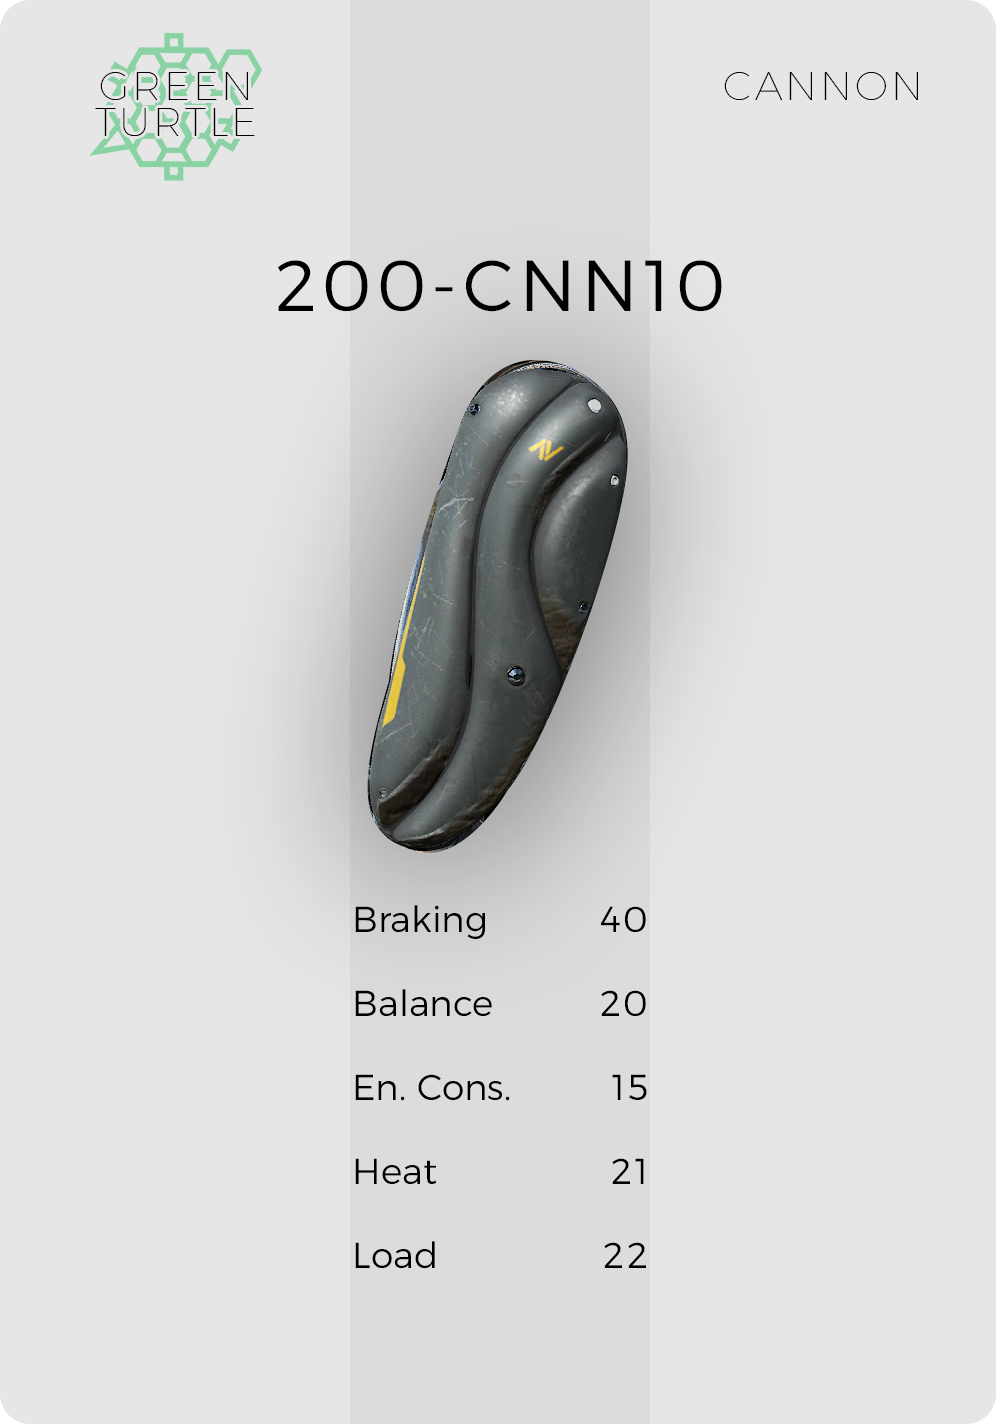 GREEN
TURTLE
CANNON
200-CNN10
Braking 40
Balance 20
En. Cons. 15
Heat 21
Load 22